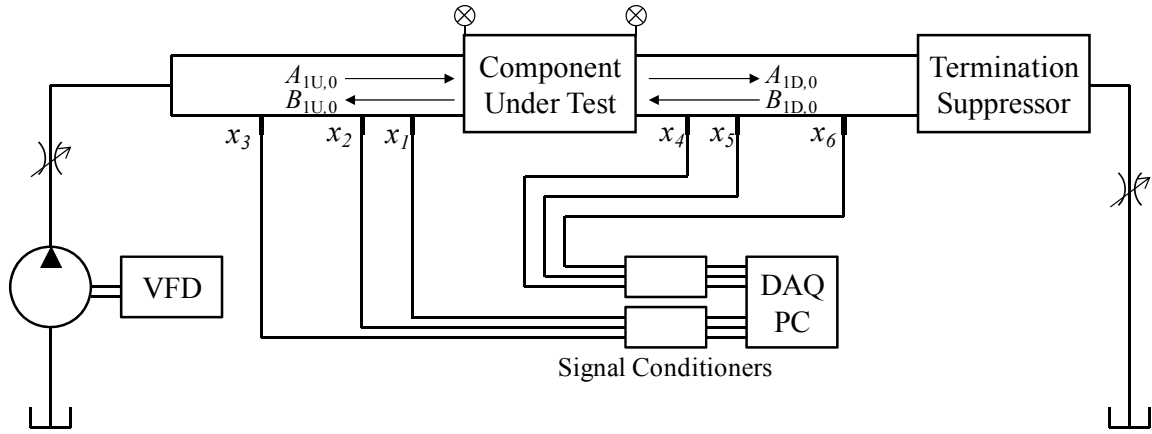 A1U,0
B1U,0
Component
Under Test
A1D,0
B1D,0
Termination
Suppressor
x3
x2
x1
x4
x5
x6
VFD
DAQ
PC
Signal Conditioners